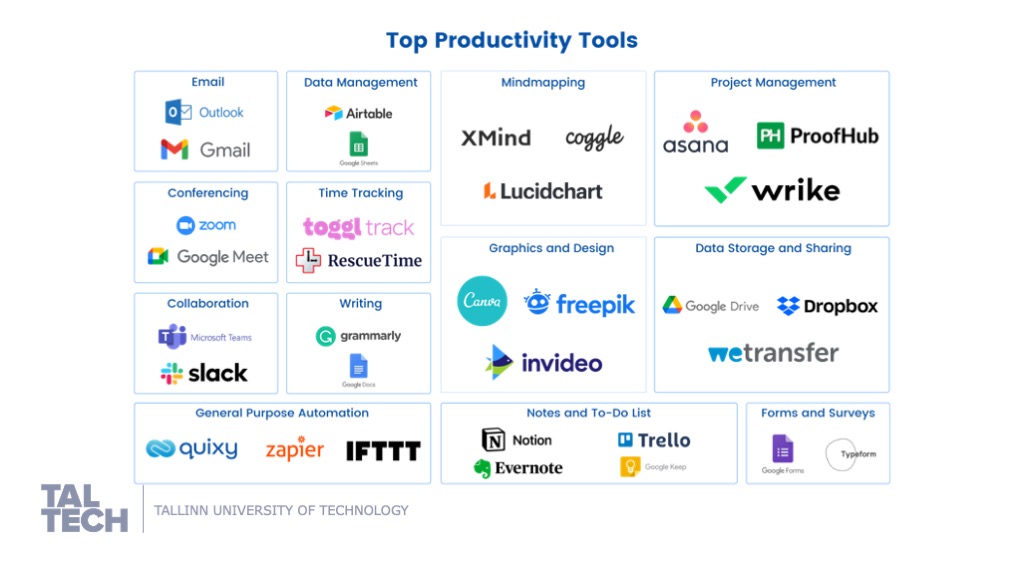 Top Productivity Tools
Email
Outlook
Gmail
Data Management
Airtable
Google Sheets
Mindmapping
XMind
coggle
Lucidchart
Project Management
asana
PH ProofHub
wrike
Conferencing
zoom
Google Meet
Time Tracking
toggl track
RescueTime
Graphics and Design
Canva
freepik
invideo
Data Storage and Sharing
Google Drive
Dropbox
wetransfer
Collaboration
Microsoft Teams
slack
Writing
grammarly
Google Docs
General Purpose Automation
quixy
zapier
IFTTT
Notes and To-Do List
Notion
Trello
Evernote
Google Keep
Forms and Surveys
Google Forms
Typeform
TAL
TECH
TALLINN UNIVERSITY OF TECHNOLOGY